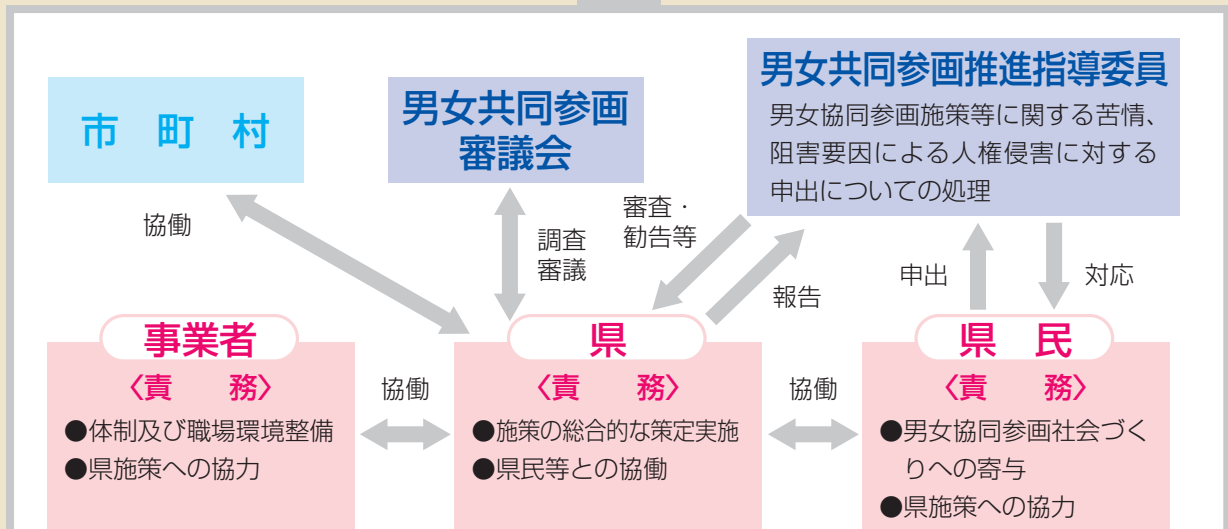 市 町 村
男女共同参画
審議会
男女共同参画推進指導委員
男女協同参画施策等に関する苦情、
阻害要因による人権侵害に対する
申出についての処理
協働
調査
審議
審査・
勧告等
報告
申出
対応
事業者
〈責 務〉
●体制及び職場環境整備
●県施策への協力
協働
県
〈責 務〉
●施策の総合的な策定実施
●県民等との協働
協働
県 民
〈責 務〉
●男女協同参画社会づく
りへの寄与
●県施策への協力